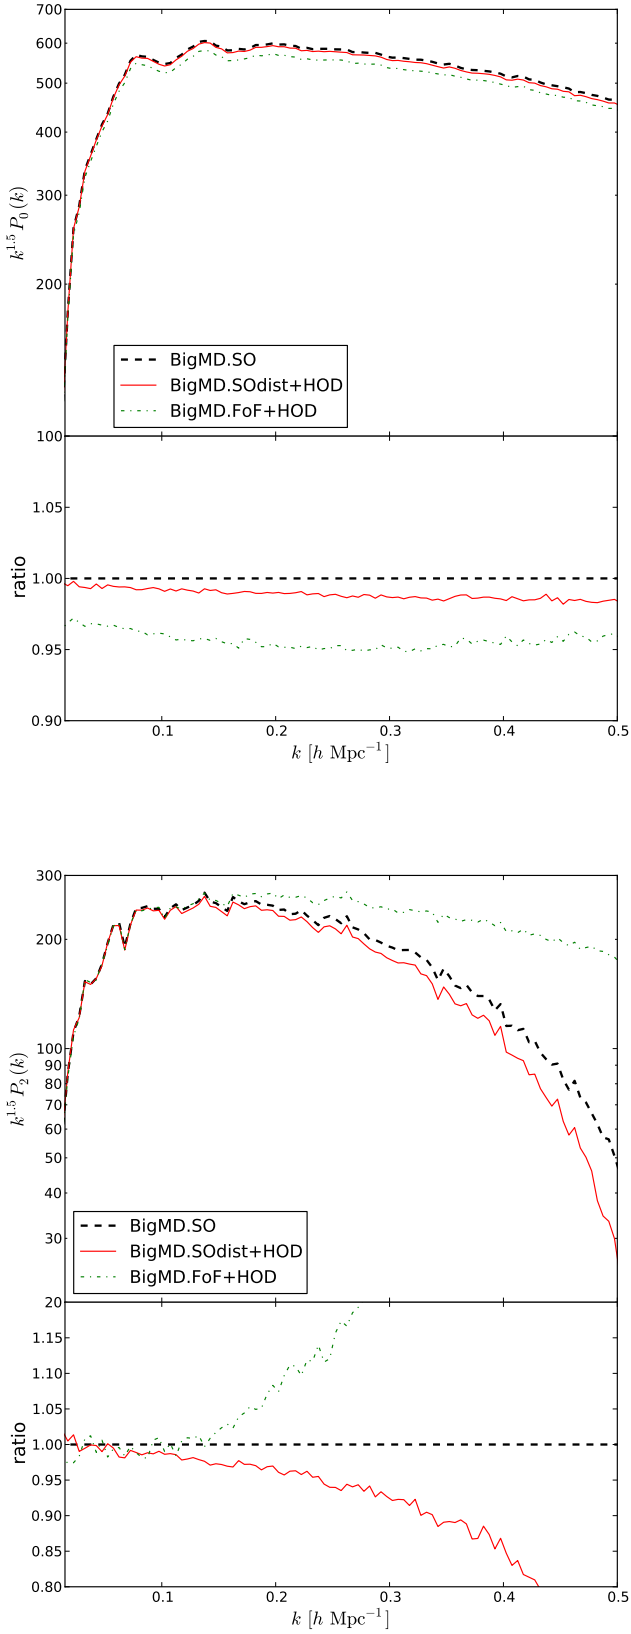 700
600
500
400
300
200
100
k^{1.5} P_0(k)
BigMD.SO
BigMD.SOdist+HOD
BigMD.FoF+HOD
1.05
1.00
0.95
0.90
ratio
0.1 0.2 0.3 0.4 0.5
k [h Mpc^{−1}]
300
200
100
90
80
70
60
50
40
30
20
k^{1.5} P_2(k)
BigMD.SO
BigMD.SOdist+HOD
BigMD.FoF+HOD
1.15
1.10
1.05
1.00
0.95
0.90
0.85
0.80
ratio
0.1 0.2 0.3 0.4 0.5
k [h Mpc^{−1}]